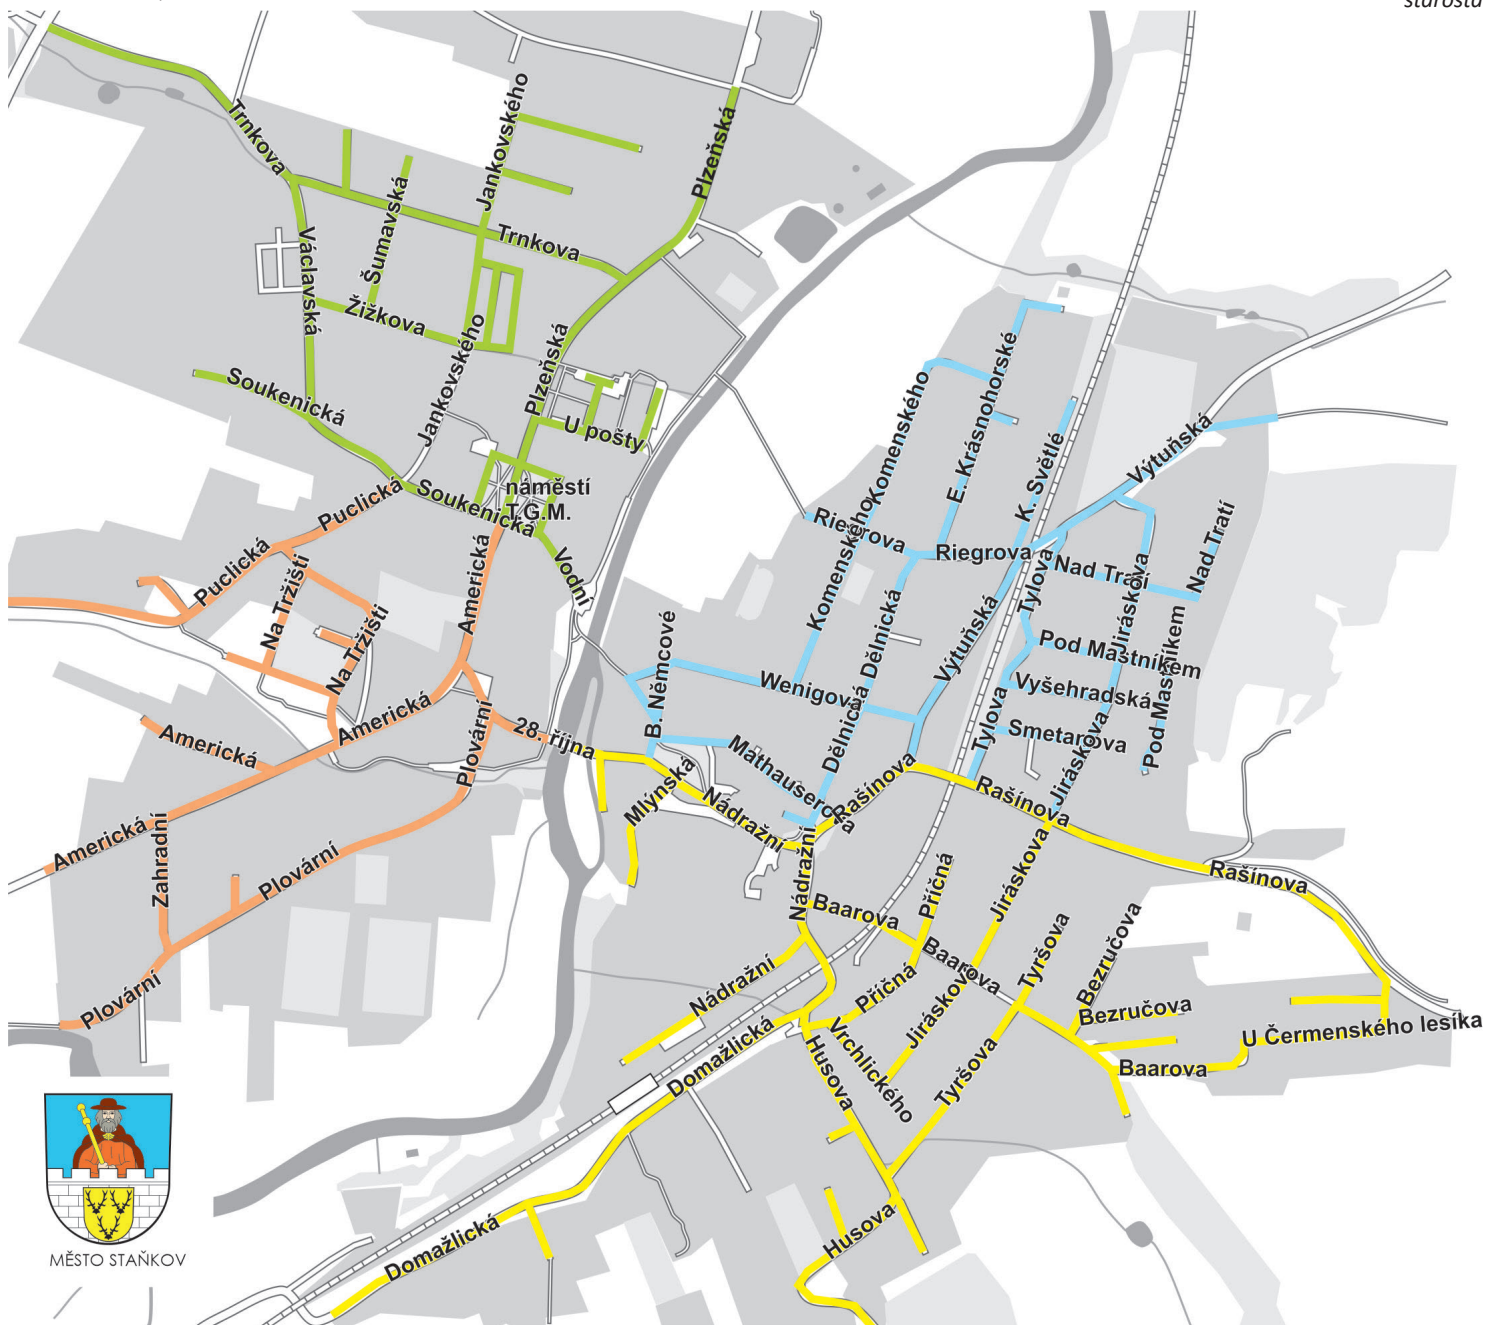 starosta
Trnkova
Jankovského
Plzeňská
Šumavská
Václavská
Trnkova
Žižkova
Jankovského
Plzeňská
Soukenická
U pošty
Soukenická
náměstí
T.G.M.
Vodní
Puclická
Puclická
Na Tržišti
Na Tržišti
Americká
Americká
Americká
Americká
Zahradní
Plovární
Plovární
Plovární
28. října
Komenského
E. Krásnohorské
K. Světlé
Výtuňská
Komenského
Riegrova
Riegrova
Nad Tratí
Nad Tratí
Tylova
Jiráskova
Dělnická
Výtuňská
Pod Mastníkem
Pod Mastníkem
B. Němcové
Wenigova
Vyšehradská
Tylova
Smetanova
Dělnická
Mathauserova
Jiráskova
Mlýnská
Nádražní
Rašínova
Rašínova
Rašínova
Nádražní
Baarova
Příčná
Jiráskova
Baarova
Tyršova
Bezručova
Nádražní
Příčná
Jiráskova
Bezručova
U Čermenského lesíka
Domažlická
Husova
Vrchlického
Tyršova
Baarova
Husova
Domažlická
MĚSTO STAŇKOV